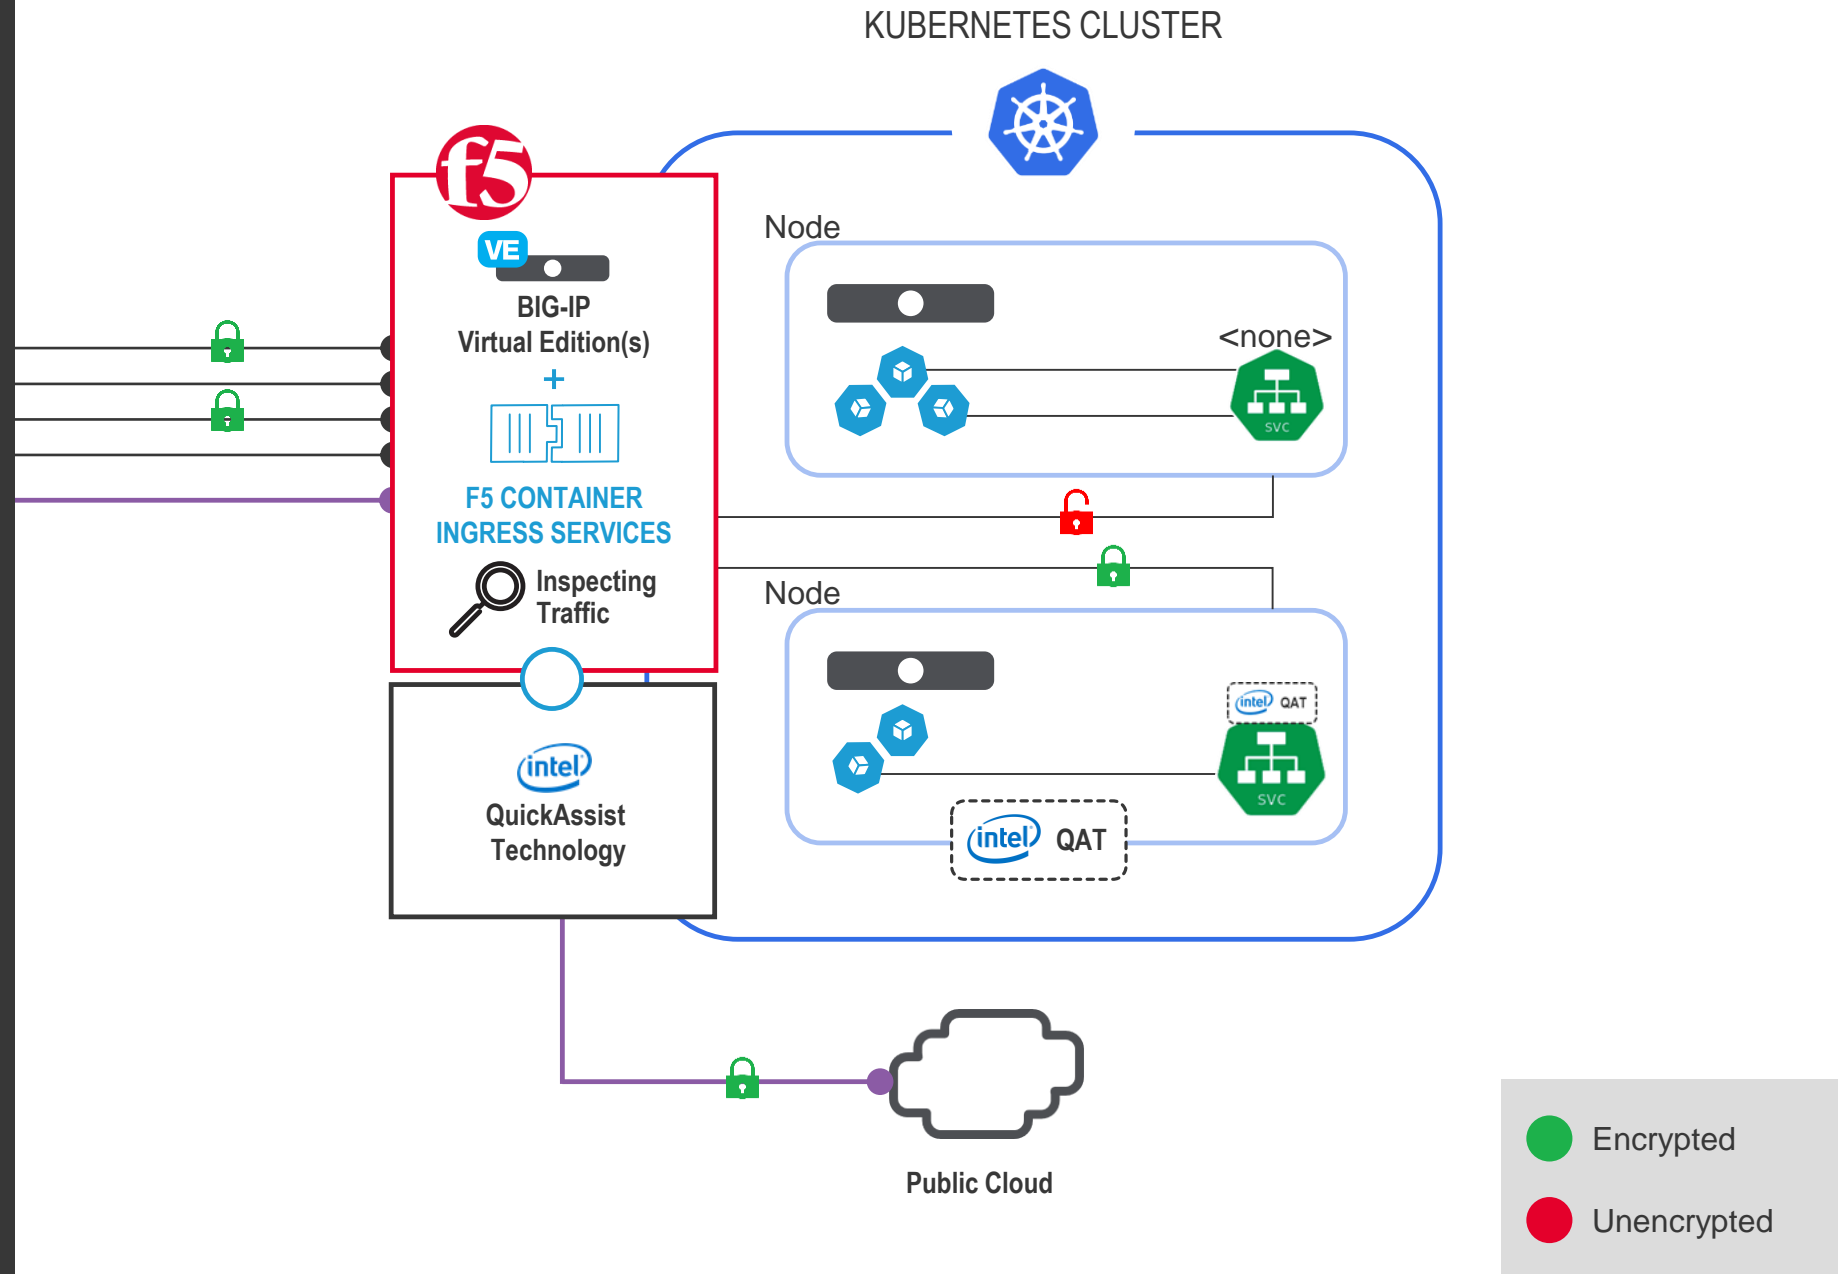 KUBERNETES CLUSTER
f5
VE
BIG-IP
Virtual Edition(s)
+
F5 CONTAINER
INGRESS SERVICES
Inspecting
Traffic
intel
QuickAssist
Technology
Node
<none>
SVC
Node
intel QAT
SVC
intel QAT
Public Cloud
Encrypted
Unencrypted